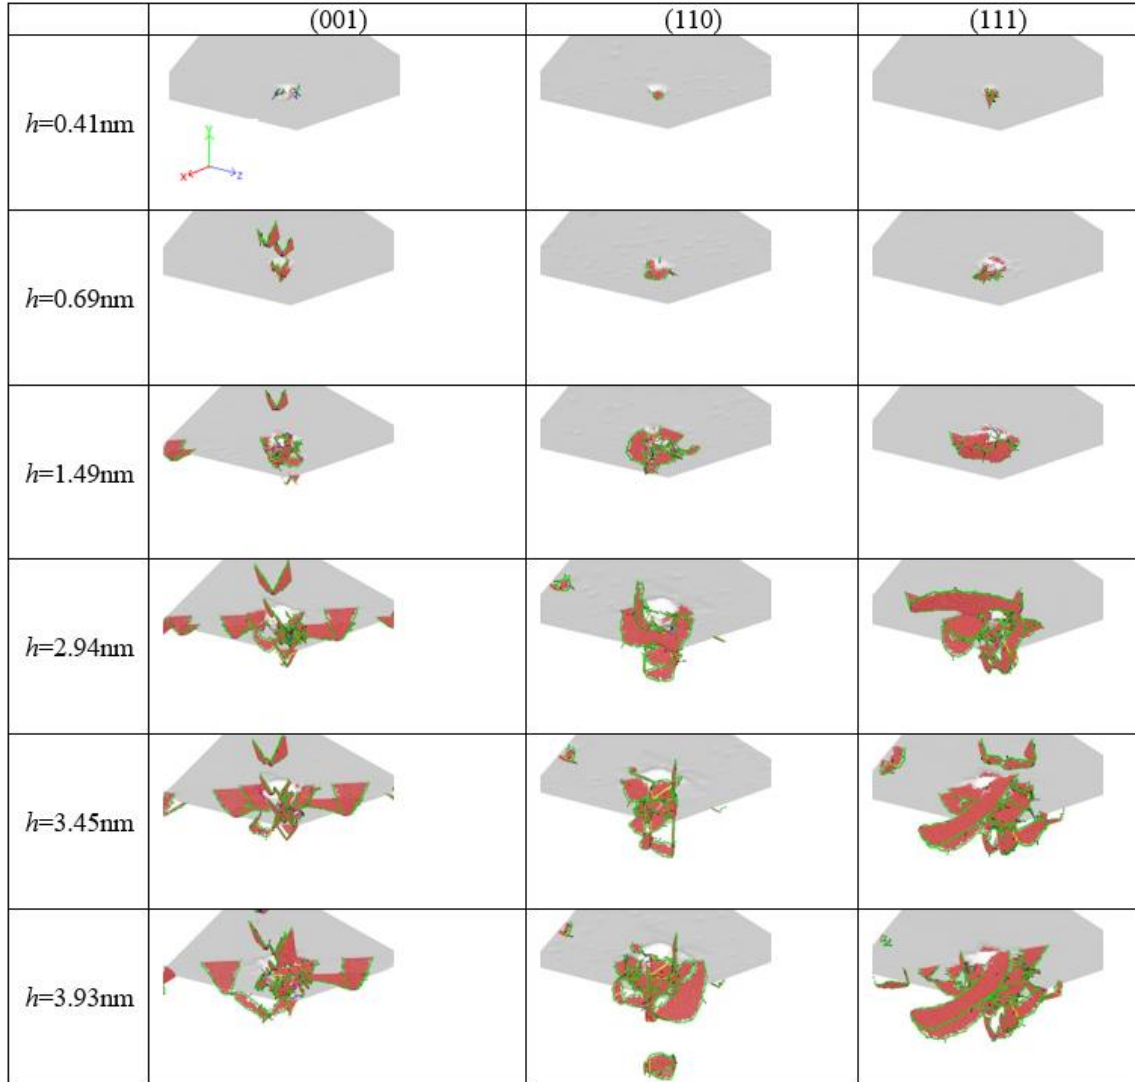 (001) (110) (111)
h=0.41nm
y
x z
h=0.69nm
h=1.49nm
h=2.94nm
h=3.45nm
h=3.93nm